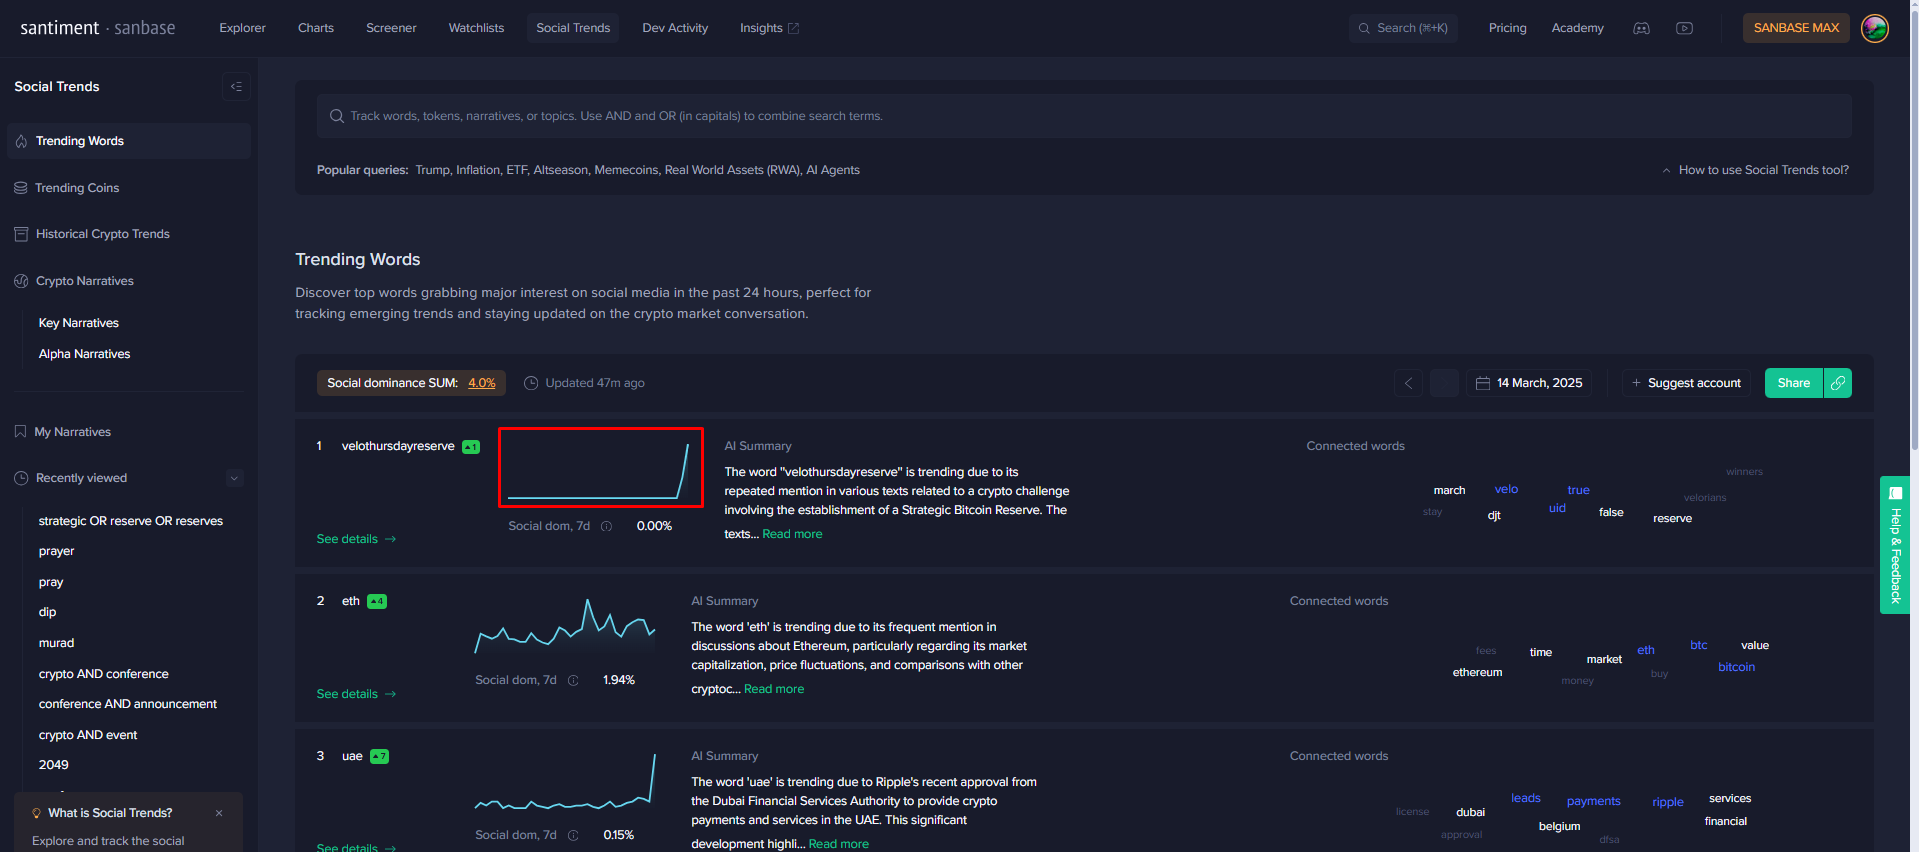 santiment · sanbase
Explorer
Charts
Screener
Watchlists
Social Trends
Dev Activity
Insights
Search (⌘+K)
Pricing
Academy
SANBASE MAX
Social Trends
Trending Words
Trending Coins
Historical Crypto Trends
Crypto Narratives
Key Narratives
Alpha Narratives
My Narratives
Recently viewed
strategic OR reserve OR reserves
prayer
pray
dip
murad
crypto AND conference
conference AND announcement
crypto AND event
2049
What is Social Trends?
Explore and track the social
Track words, tokens, narratives, or topics. Use AND and OR (in capitals) to combine search terms.
Popular queries: Trump, Inflation, ETF, Altseason, Memecoins, Real World Assets (RWA), AI Agents
How to use Social Trends tool?
Trending Words
Discover top words grabbing major interest on social media in the past 24 hours, perfect for
tracking emerging trends and staying updated on the crypto market conversation.
Social dominance SUM: 4.0%
Updated 47m ago
14 March, 2025
+ Suggest account
Share
1 velothursdayreserve 1
See details →
Social dom, 7d 0.00%
AI Summary
The word "velothursdayreserve" is trending due to its
repeated mention in various texts related to a crypto challenge
involving the establishment of a Strategic Bitcoin Reserve. The
texts... Read more
Connected words
winners
march velo true velorians
stay djt uid false reserve
2 eth 4
See details →
Social dom, 7d 1.94%
AI Summary
The word 'eth' is trending due to its frequent mention in
discussions about Ethereum, particularly regarding its market
capitalization, price fluctuations, and comparisons with other
cryptoc... Read more
Connected words
fees time market eth btc value
ethereum money buy bitcoin
3 uae 7
See details →
Social dom, 7d 0.15%
AI Summary
The word 'uae' is trending due to Ripple's recent approval from
the Dubai Financial Services Authority to provide crypto
payments and services in the UAE. This significant
development highli... Read more
Connected words
license dubai leads payments ripple services
approval belgium dfsa financial
Help & Feedback